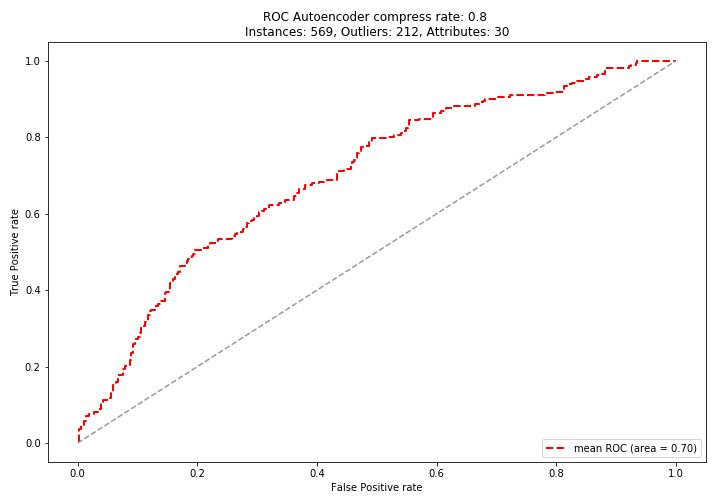 ROC Autoencoder compress rate: 0.8
Instances: 569, Outliers: 212, Attributes: 30
1.0
0.8
0.6
0.4
0.2
0.0
True Positive rate
mean ROC (area = 0.70)
0.0 0.2 0.4 0.6 0.8 1.0
False Positive rate